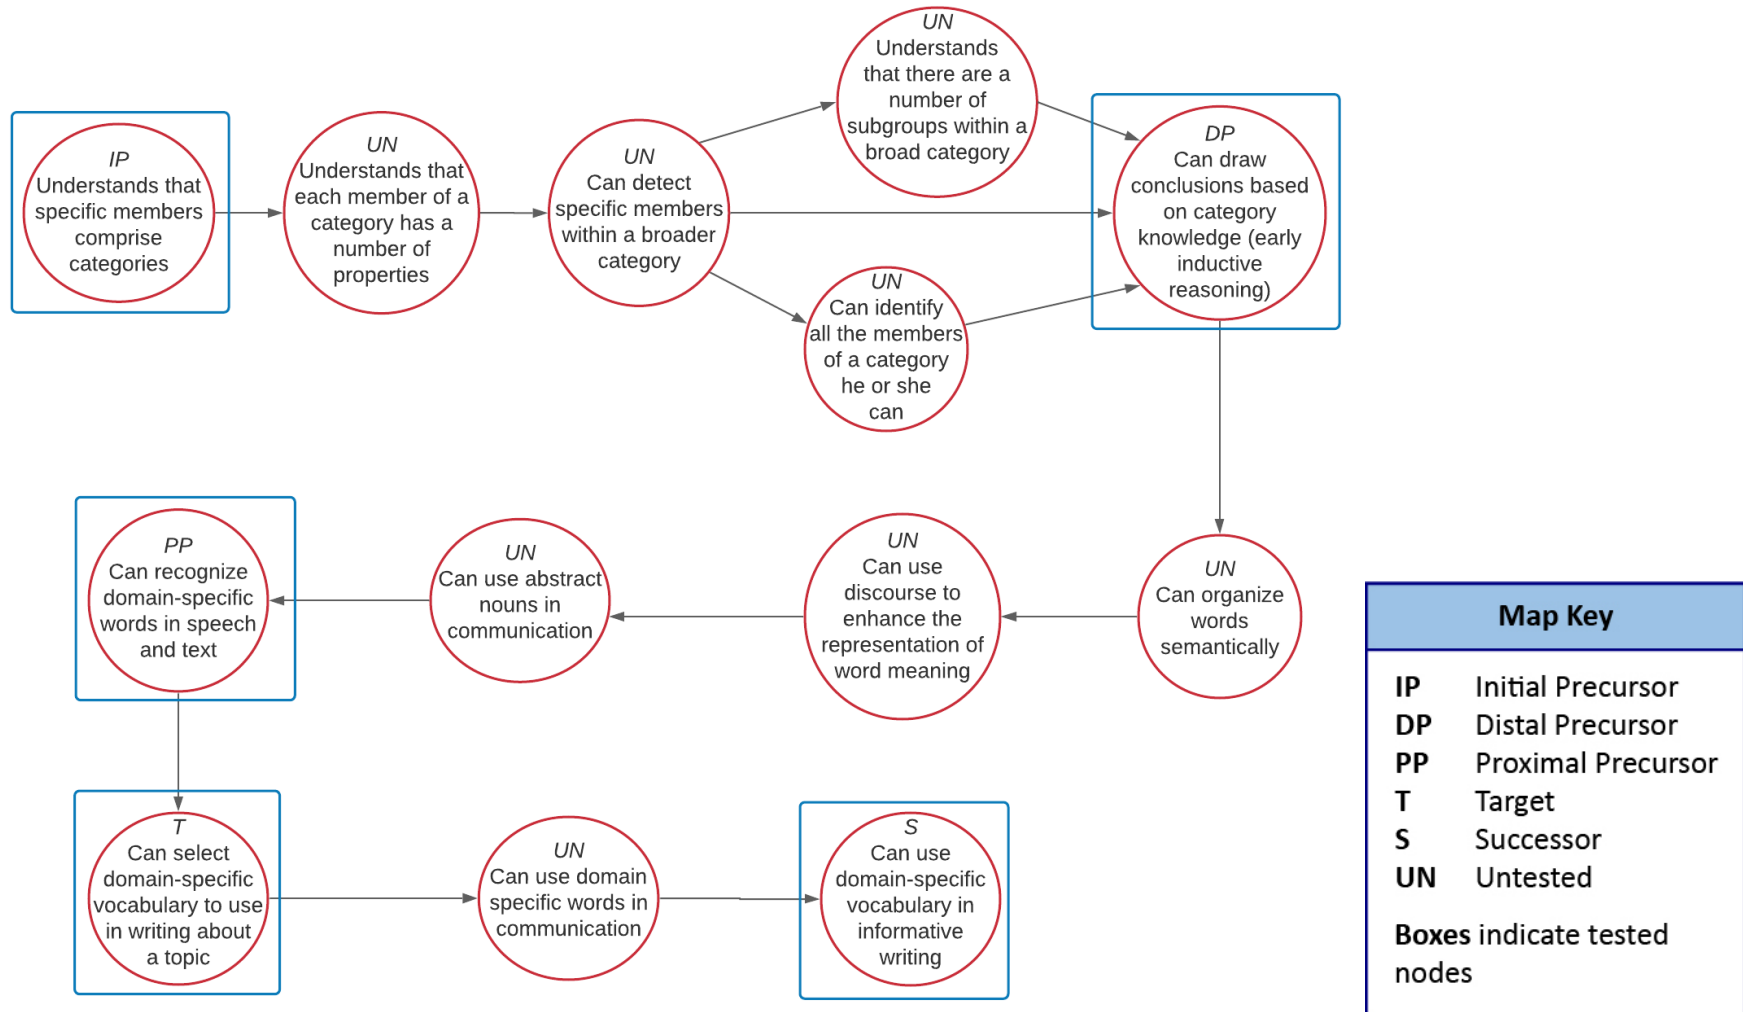 IP
Understands that
specific members
comprise
categories
UN
Understands that
each member of a
category has a
number of
properties
UN
Can detect
specific members
within a broader
category
UN
Understands
that there are a
number of
subgroups within a
broad category
UN
Can identify
all the members
of a category
he or she
can
DP
Can draw
conclusions based
on category
knowledge (early
inductive
reasoning)
UN
Can organize
words
semantically
UN
Can use
discourse to
enhance the
representation of
word meaning
UN
Can use abstract
nouns in
communication
PP
Can recognize
domain-specific
words in speech
and text
T
Can select
domain-specific
vocabulary to use
in writing about
a topic
UN
Can use domain
specific words in
communication
S
Can use
domain-specific
vocabulary in
informative
writing
Map Key
IP Initial Precursor
DP Distal Precursor
PP Proximal Precursor
T Target
S Successor
UN Untested
Boxes indicate tested
nodes